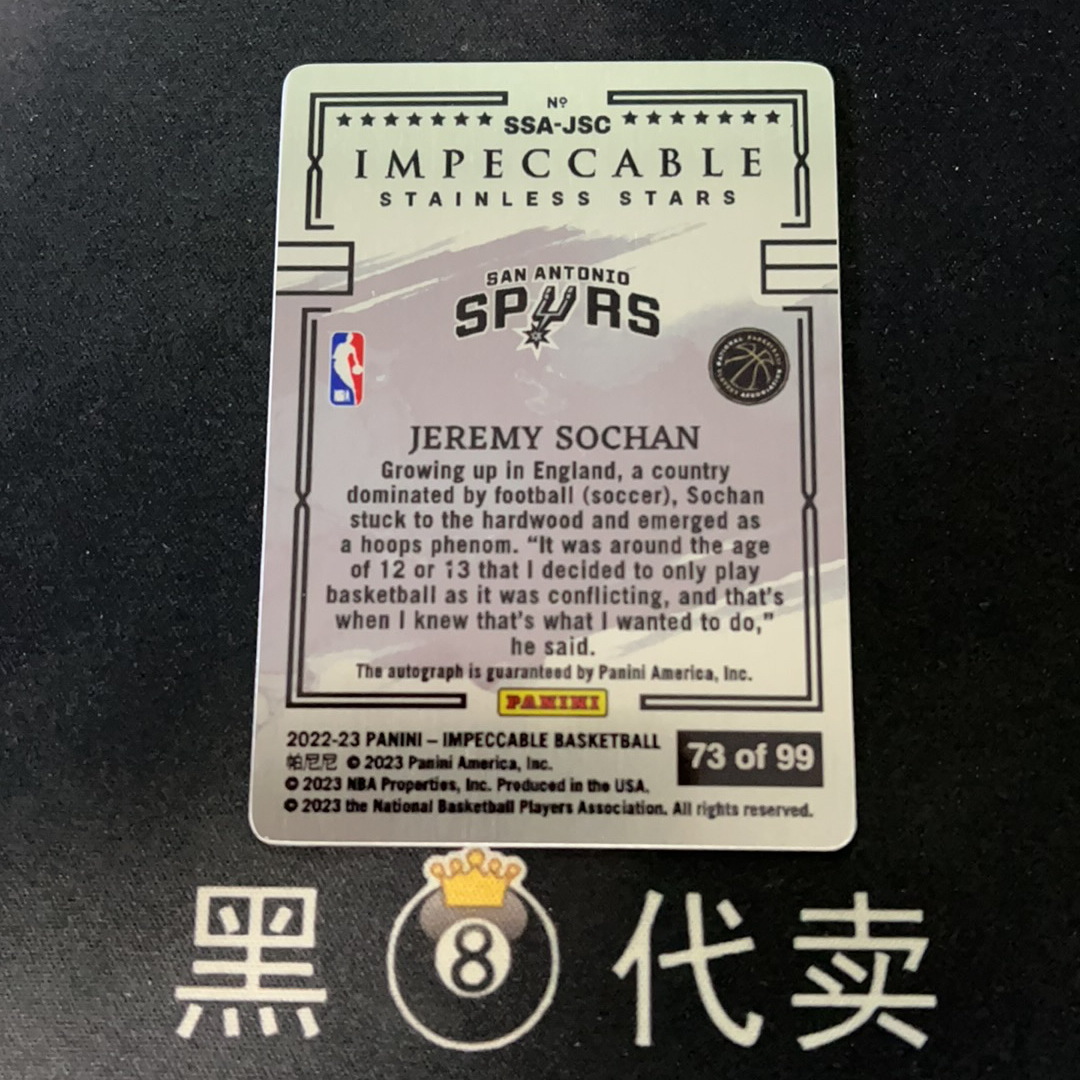 Nº
SSA-JSC
IMPECCABLE
STAINLESS STARS
SAN ANTONIO
SPURS
NBA
NATIONAL BASKETBALL
PLAYERS ASSOCIATION
JEREMY SOCHAN
Growing up in England, a country
dominated by football (soccer), Sochan
stuck to the hardwood and emerged as
a hoops phenom. “It was around the age
of 12 or 13 that I decided to only play
basketball as it was conflicting, and that's
when I knew that's what I wanted to do,”
he said.
The autograph is guaranteed by Panini America, Inc.
PANINI
2022-23 PANINI – IMPECCABLE BASKETBALL
73 of 99
帕尼尼 © 2023 Panini America, Inc.
© 2023 NBA Properties, Inc. Produced in the USA.
© 2023 the National Basketball Players Association. All rights reserved.
黑 8 代卖